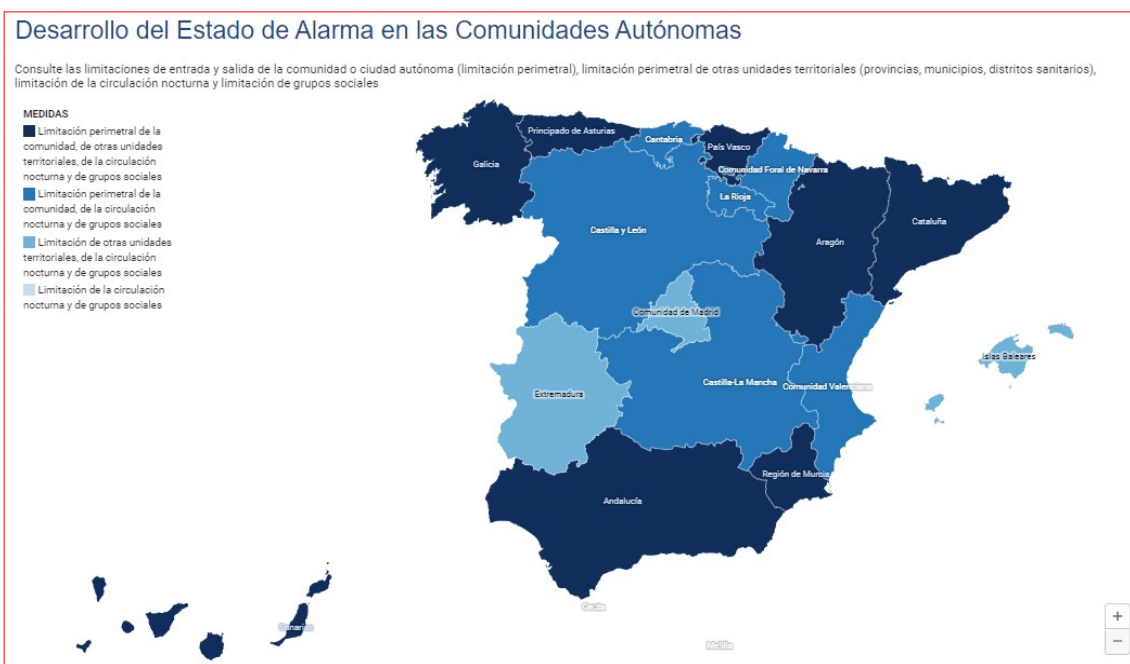 Desarrollo del Estado de Alarma en las Comunidades Autónomas
Consulte las limitaciones de entrada y salida de la comunidad o ciudad autónoma (limitación perimetral), limitación perimetral de otras unidades territoriales (provincias, municipios, distritos sanitarios),
limitación de la circulación nocturna y limitación de grupos sociales
MEDIDAS
Limitación perimetral de la
comunidad, de otras unidades
territoriales, de la circulación
nocturna y de grupos sociales
Limitación perimetral de la
comunidad, de la circulación
nocturna y de grupos sociales
Limitación de otras unidades
territoriales, de la circulación
nocturna y de grupos sociales
Limitación de la circulación
nocturna y de grupos sociales
Principado de Asturias
Cantabria
País Vasco
Galicia
Comunidad Foral de Navarra
La Rioja
Cataluña
Castilla y León
Aragón
Comunidad de Madrid
Islas Baleares
Castilla-La Mancha
Comunidad Valenciana
Extremadura
Región de Murcia
Andalucía
Ceuta
Canarias
Melilla
+
−